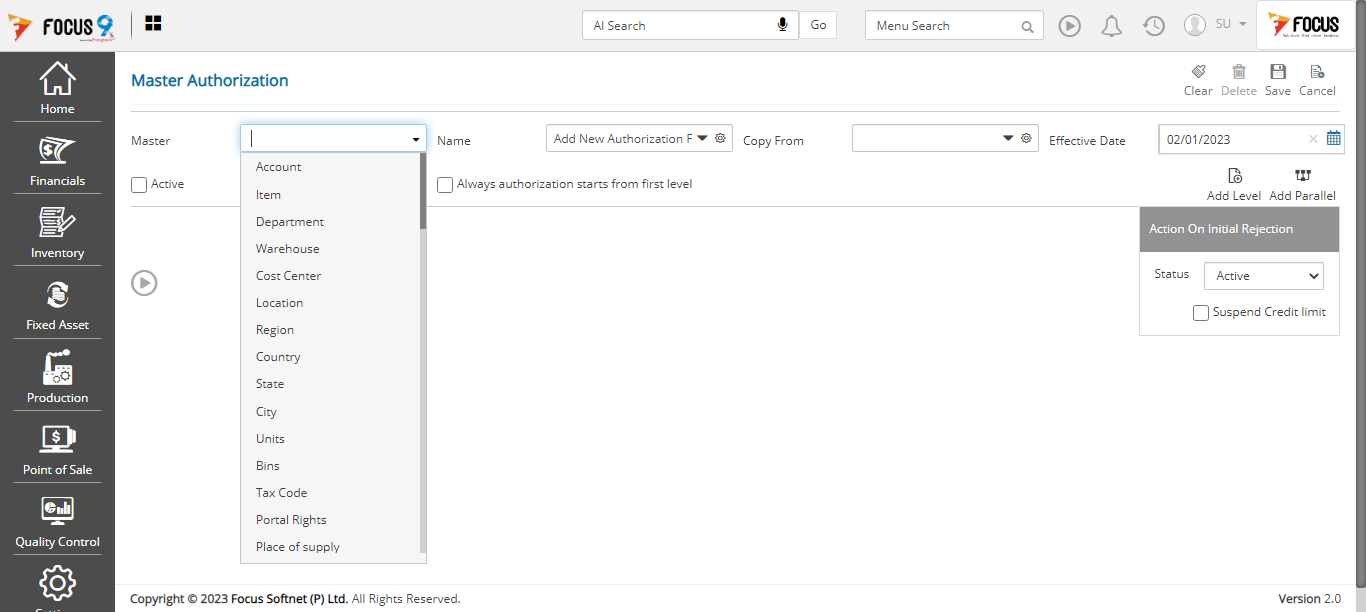 FOCUS 9
AI Search
Go
Menu Search
SU
FOCUS
Master Authorization
Clear
Delete
Save
Cancel
Home
Financials
Inventory
Fixed Asset
Production
Point of Sale
Quality Control
Master
Name
Add New Authorization F
Copy From
Effective Date
02/01/2023
Active
Always authorization starts from first level
Add Level
Add Parallel
Account
Item
Department
Warehouse
Cost Center
Location
Region
Country
State
City
Units
Bins
Tax Code
Portal Rights
Place of supply
Action On Initial Rejection
Status
Active
Suspend Credit limit
Copyright © 2023 Focus Softnet (P) Ltd. All Rights Reserved.
Version 2.0